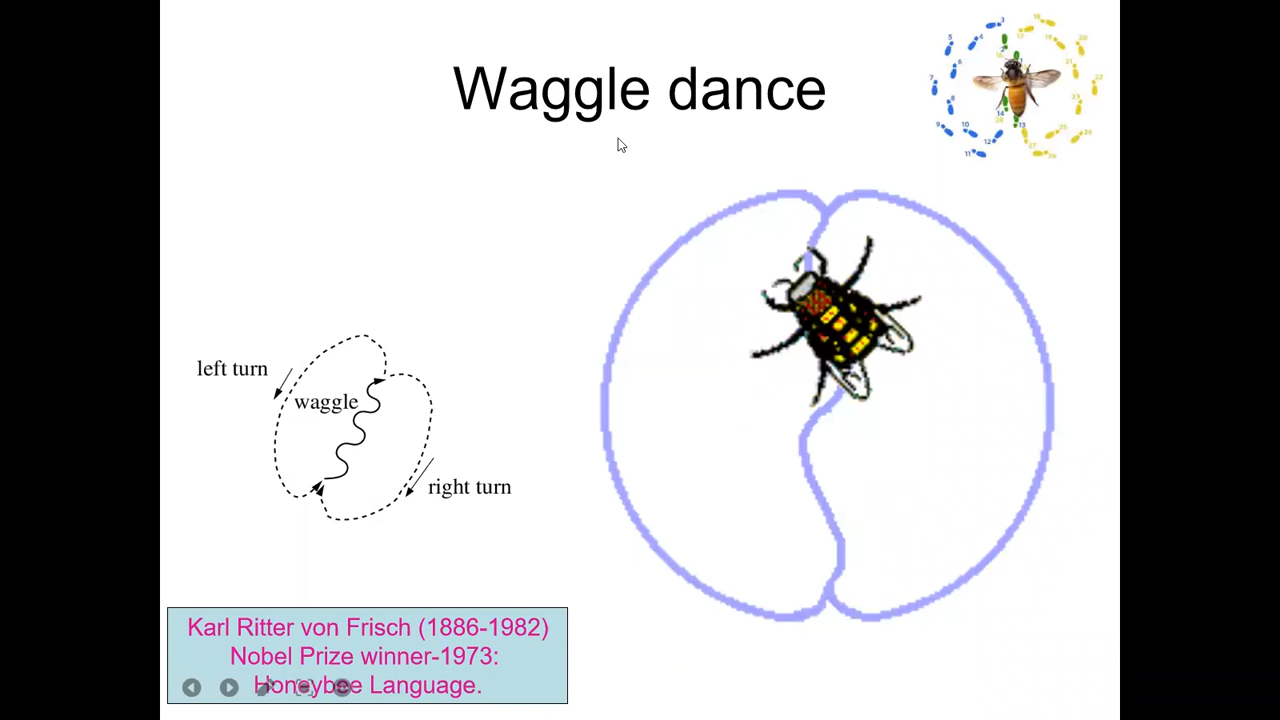 Waggle dance
left turn
waggle
right turn
Karl Ritter von Frisch (1886-1982)
Nobel Prize winner-1973:
Honeybee Language.